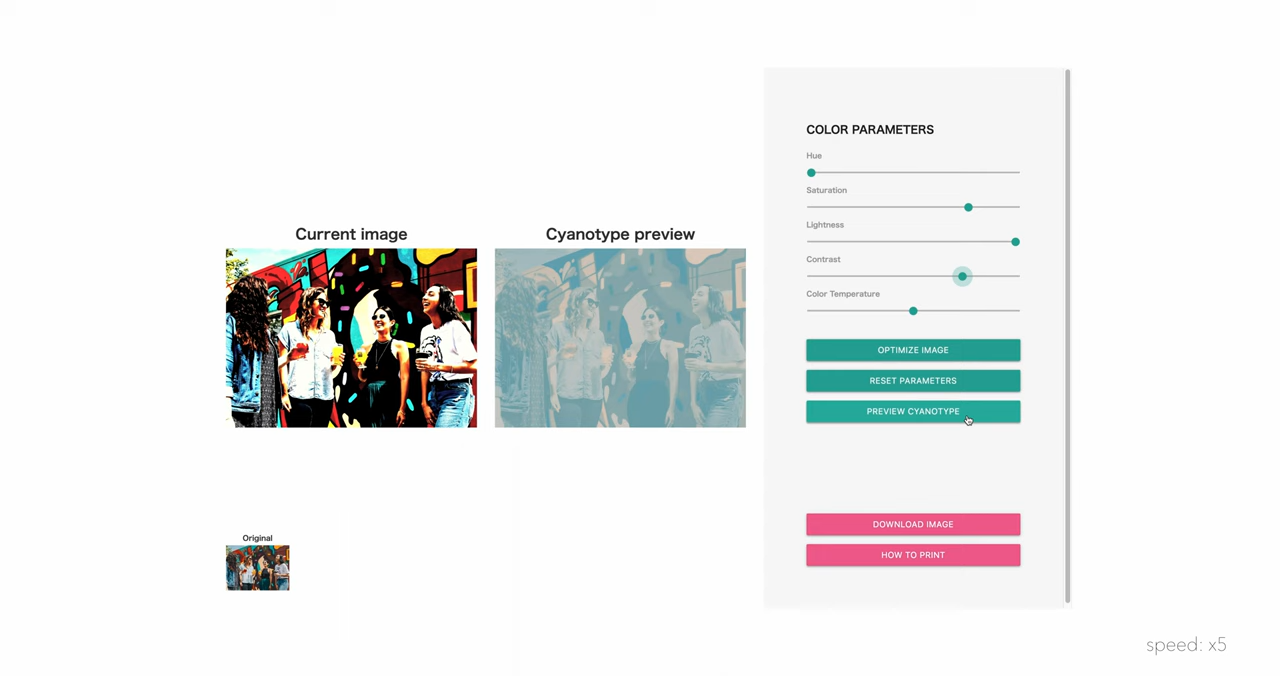 Current image
Cyanotype preview
Original
COLOR PARAMETERS
Hue
Saturation
Lightness
Contrast
Color Temperature
OPTIMIZE IMAGE
RESET PARAMETERS
PREVIEW CYANOTYPE
DOWNLOAD IMAGE
HOW TO PRINT
speed: x5